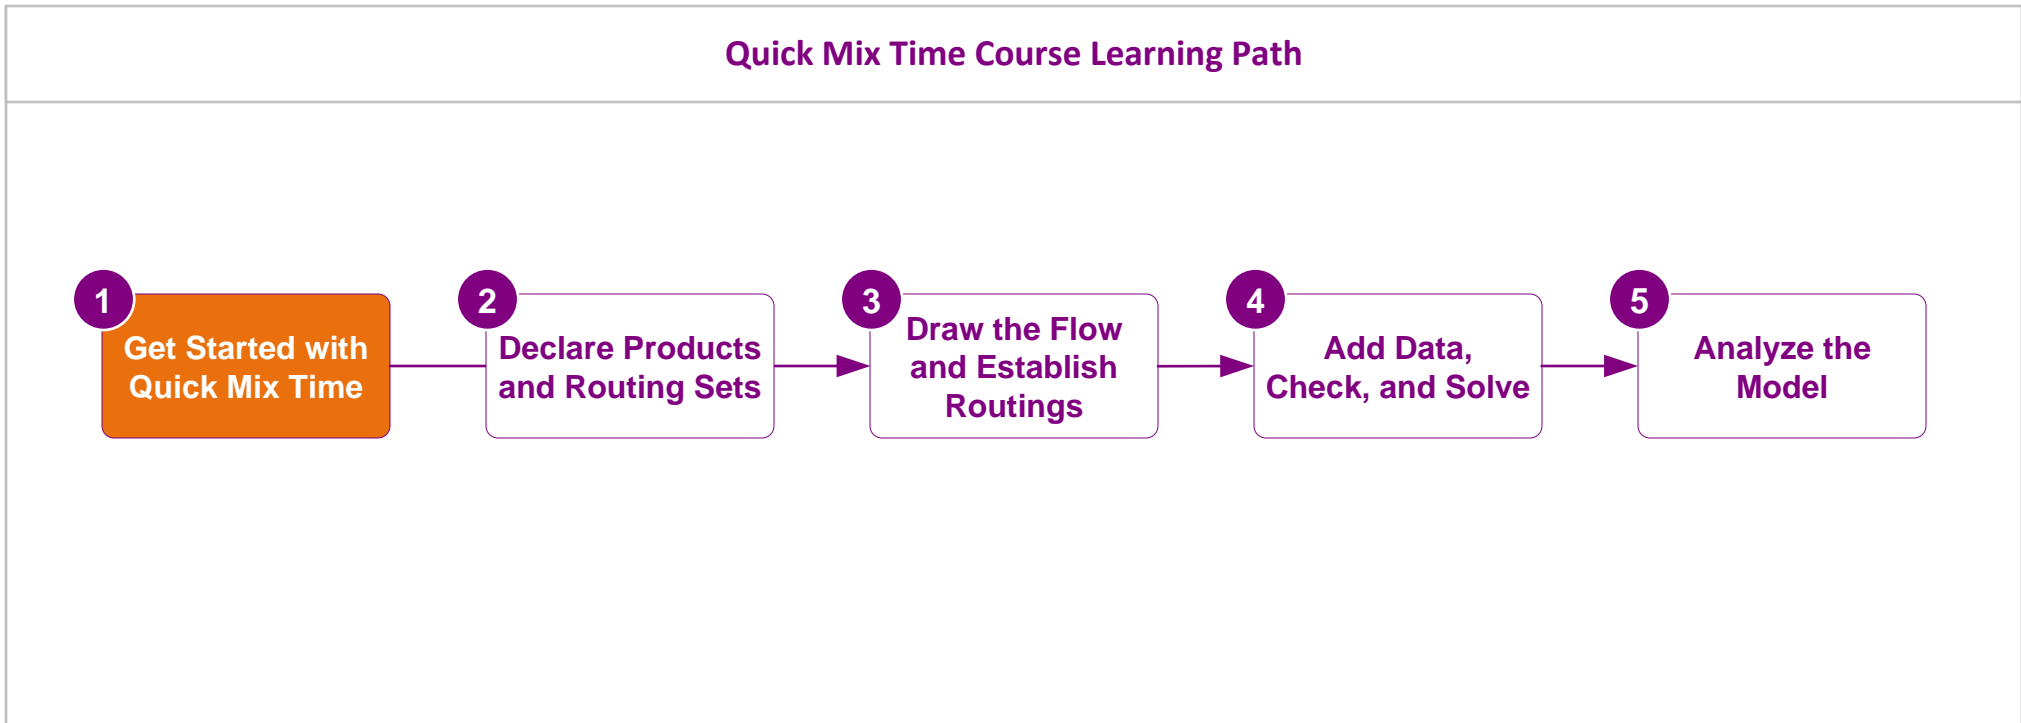 Quick Mix Time Course Learning Path
1
Get Started with
Quick Mix Time
2
Declare Products
and Routing Sets
3
Draw the Flow
and Establish
Routings
4
Add Data,
Check, and Solve
5
Analyze the
Model